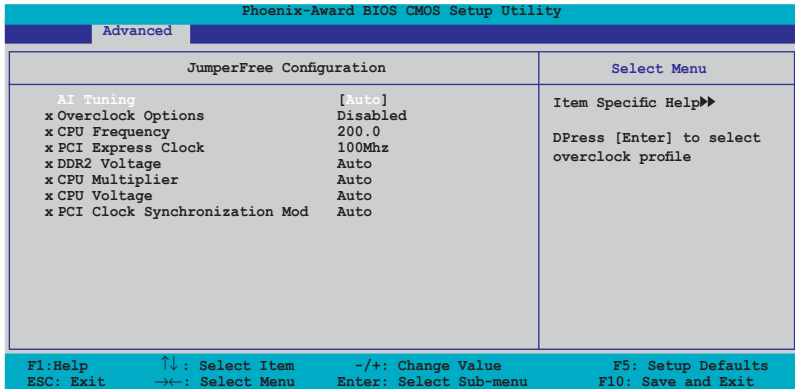 Phoenix-Award BIOS CMOS Setup Utility
Advanced
JumperFree Configuration
Select Menu
AI Tuning [Auto]
x Overclock Options Disabled
x CPU Frequency 200.0
x PCI Express Clock 100Mhz
x DDR2 Voltage Auto
x CPU Multiplier Auto
x CPU Voltage Auto
x PCI Clock Synchronization Mod Auto
Item Specific Help▶▶
DPress [Enter] to select
overclock profile
F1:Help ↑↓: Select Item -/+: Change Value F5: Setup Defaults
ESC: Exit →←: Select Menu Enter: Select Sub-menu F10: Save and Exit